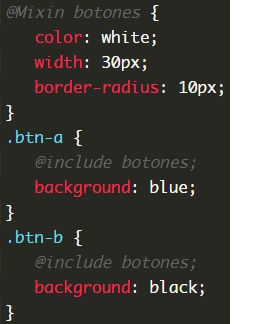 @Mixin botones {
color: white;
width: 30px;
border-radius: 10px;
}
.btn-a {
@include botones;
background: blue;
}
.btn-b {
@include botones;
background: black;
}